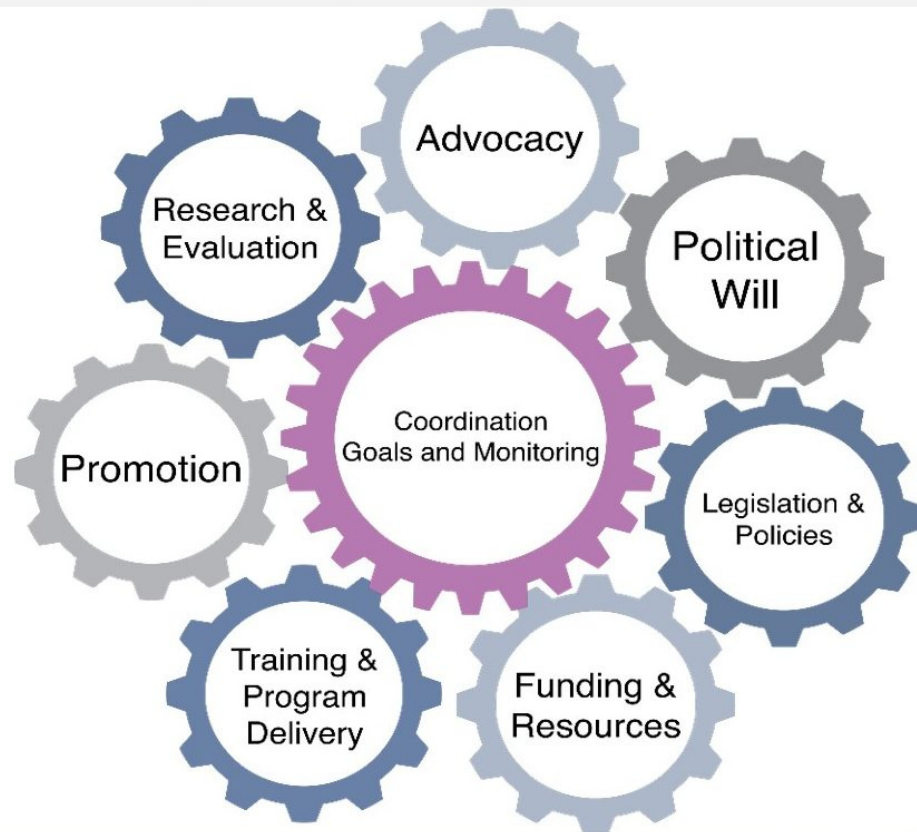 Advocacy
Research &
Evaluation
Political
Will
Coordination
Goals and Monitoring
Promotion
Legislation &
Policies
Training &
Program
Delivery
Funding &
Resources